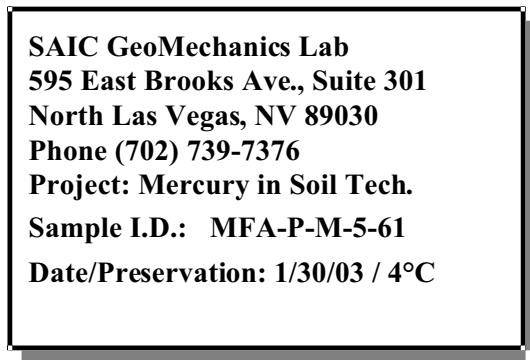 SAIC GeoMechanics Lab
595 East Brooks Ave., Suite 301
North Las Vegas, NV 89030
Phone (702) 739-7376
Project: Mercury in Soil Tech.
Sample I.D.: MFA-P-M-5-61
Date/Preservation: 1/30/03 / 4°C